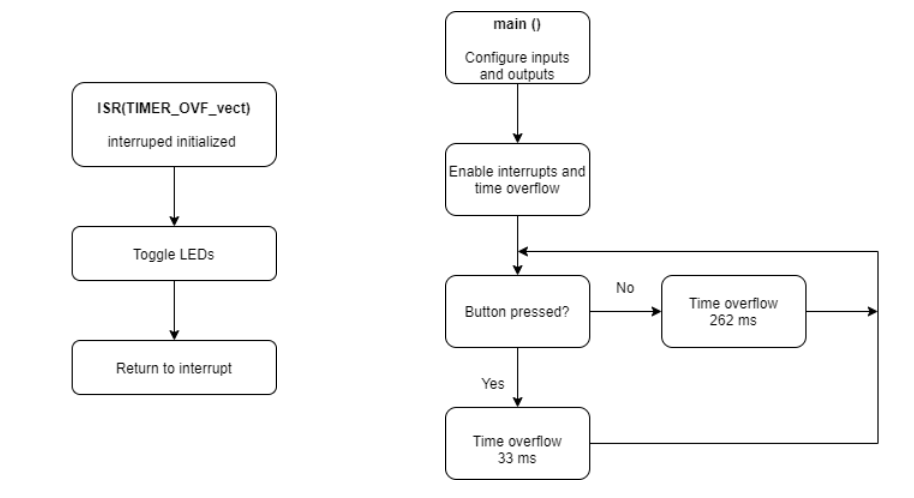 ISR(TIMER_OVF_vect)
interruped initialized
Toggle LEDs
Return to interrupt
main ()
Configure inputs
and outputs
Enable interrupts and
time overflow
Button pressed?
No
Time overflow
262 ms
Yes
Time overflow
33 ms